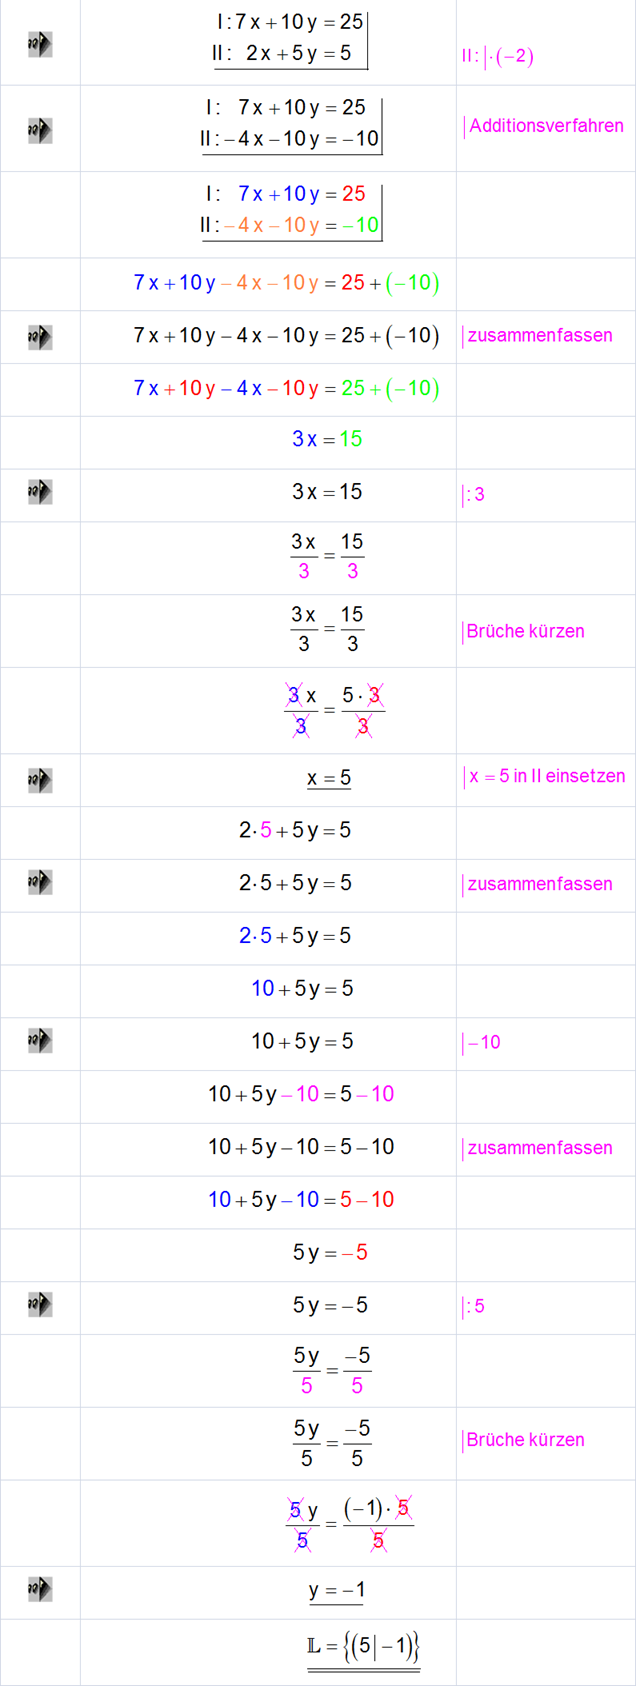 I: 7x + 10y = 25
II: 2x + 5y = 5 II: | · (−2)
I: 7x + 10y = 25
II: −4x − 10y = −10 | Additionsverfahren
I: 7x + 10y = 25
II: −4x − 10y = −10
7x + 10y − 4x − 10y = 25 + (−10)
7x + 10y − 4x − 10y = 25 + (−10) | zusammenfassen
7x + 10y − 4x − 10y = 25 + (−10)
3x = 15
3x = 15 | : 3
3x/3 = 15/3
3x/3 = 15/3 | Brüche kürzen
3x/3 = 5 · 3/3
x = 5 | x = 5 in II einsetzen
2 · 5 + 5y = 5
2 · 5 + 5y = 5 | zusammenfassen
2 · 5 + 5y = 5
10 + 5y = 5
10 + 5y = 5 | −10
10 + 5y − 10 = 5 − 10
10 + 5y − 10 = 5 − 10 | zusammenfassen
10 + 5y − 10 = 5 − 10
5y = −5
5y = −5 | : 5
5y/5 = −5/5
5y/5 = −5/5 | Brüche kürzen
5y/5 = (−1) · 5/5
y = −1
𝕃 = {(5 | −1)}